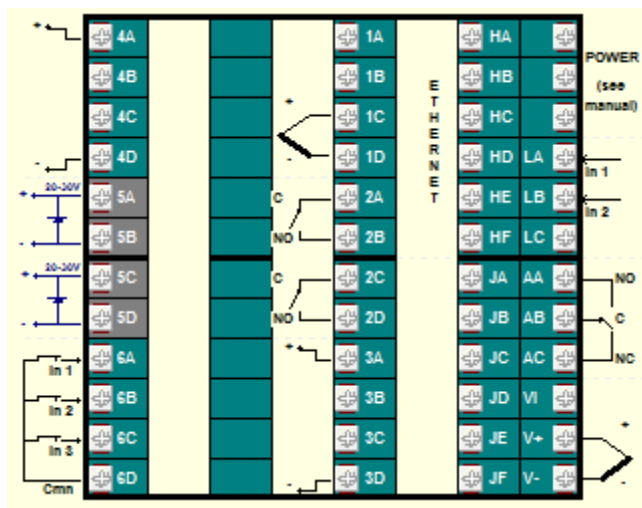 + 4A 1A HA
POWER
4B 1B HB
(see
manual)
+ 4C 1C HC
- 4D - 1D HD LA
In 1
+ 20-30V 5A C 2A HE LB
In 2
- 5B NO 2B HF LC
+ 20-30V 5C C 2C JA AA NO
- 5D NO 2D JB AB C
6A + 3A JC AC NC
In 1
6B 3B JD VI
In 2
6C 3C JE V+ +
In 3
6D - 3D JF V- -
Cmn
ETHERNET